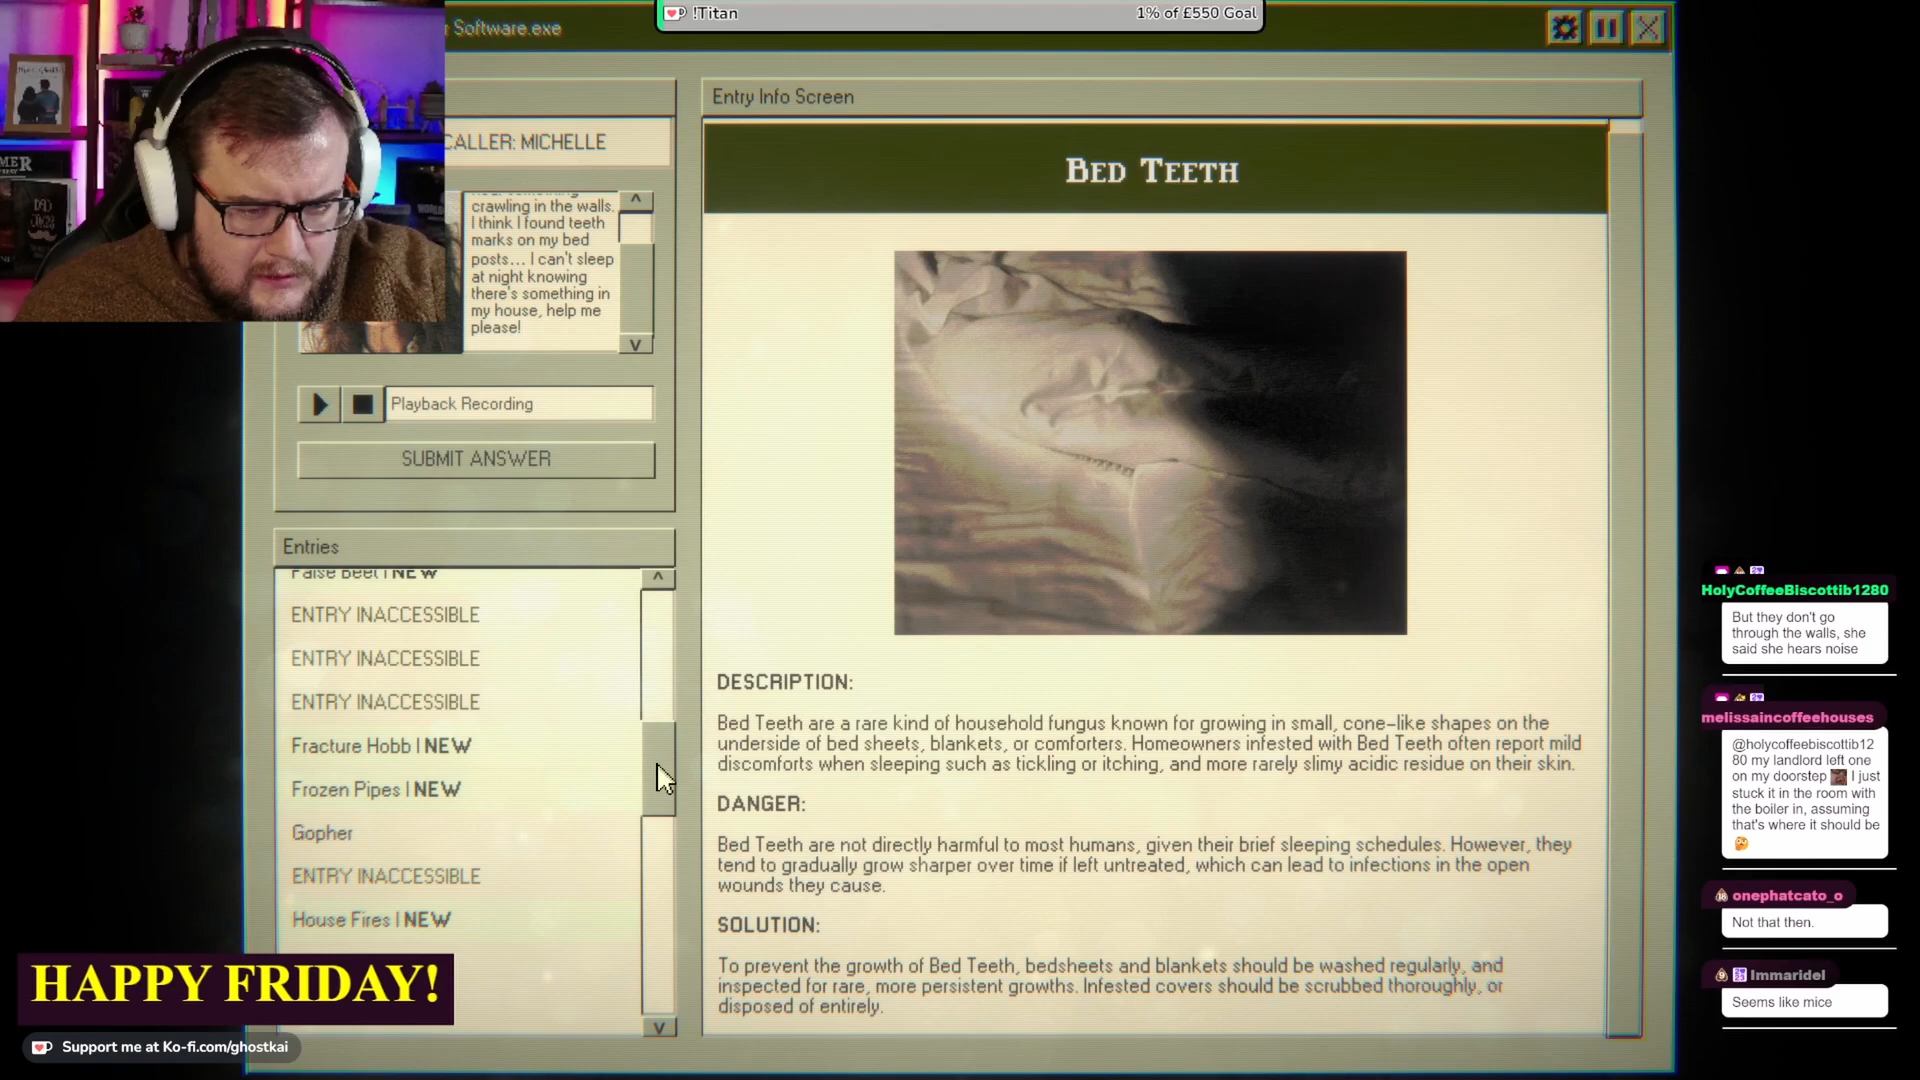 Software.exe
!Titan
1% of £550 Goal
CALLER: MICHELLE
crawling in the walls.
I think I found teeth
marks on my bed
posts... I can't sleep
at night knowing
there's something in
my house, help me
please!
Playback Recording
SUBMIT ANSWER
Entries
False Beet | NEW
ENTRY INACCESSIBLE
ENTRY INACCESSIBLE
ENTRY INACCESSIBLE
Fracture Hobb | NEW
Frozen Pipes | NEW
Gopher
ENTRY INACCESSIBLE
House Fires | NEW
Entry Info Screen
BED TEETH
DESCRIPTION:
Bed Teeth are a rare kind of household fungus known for growing in small, cone-like shapes on the
underside of bed sheets, blankets, or comforters. Homeowners infested with Bed Teeth often report mild
discomforts when sleeping such as tickling or itching, and more rarely slimy acidic residue on their skin.
DANGER:
Bed Teeth are not directly harmful to most humans, given their brief sleeping schedules. However, they
tend to gradually grow sharper over time if left untreated, which can lead to infections in the open
wounds they cause.
SOLUTION:
To prevent the growth of Bed Teeth, bedsheets and blankets should be washed regularly, and
inspected for rare, more persistent growths. Infested covers should be scrubbed thoroughly, or
disposed of entirely.
HAPPY FRIDAY!
Support me at Ko-fi.com/ghostkai
HolyCoffeeBiscottib1280
But they don't go
through the walls, she
said she hears noise
melissaincoffeehouses
@holycoffeebiscottib12
80 my landlord left one
on my doorstep I just
stuck it in the room with
the boiler in, assuming
that's where it should be
onephatcato_o
Not that then.
Immaridel
Seems like mice